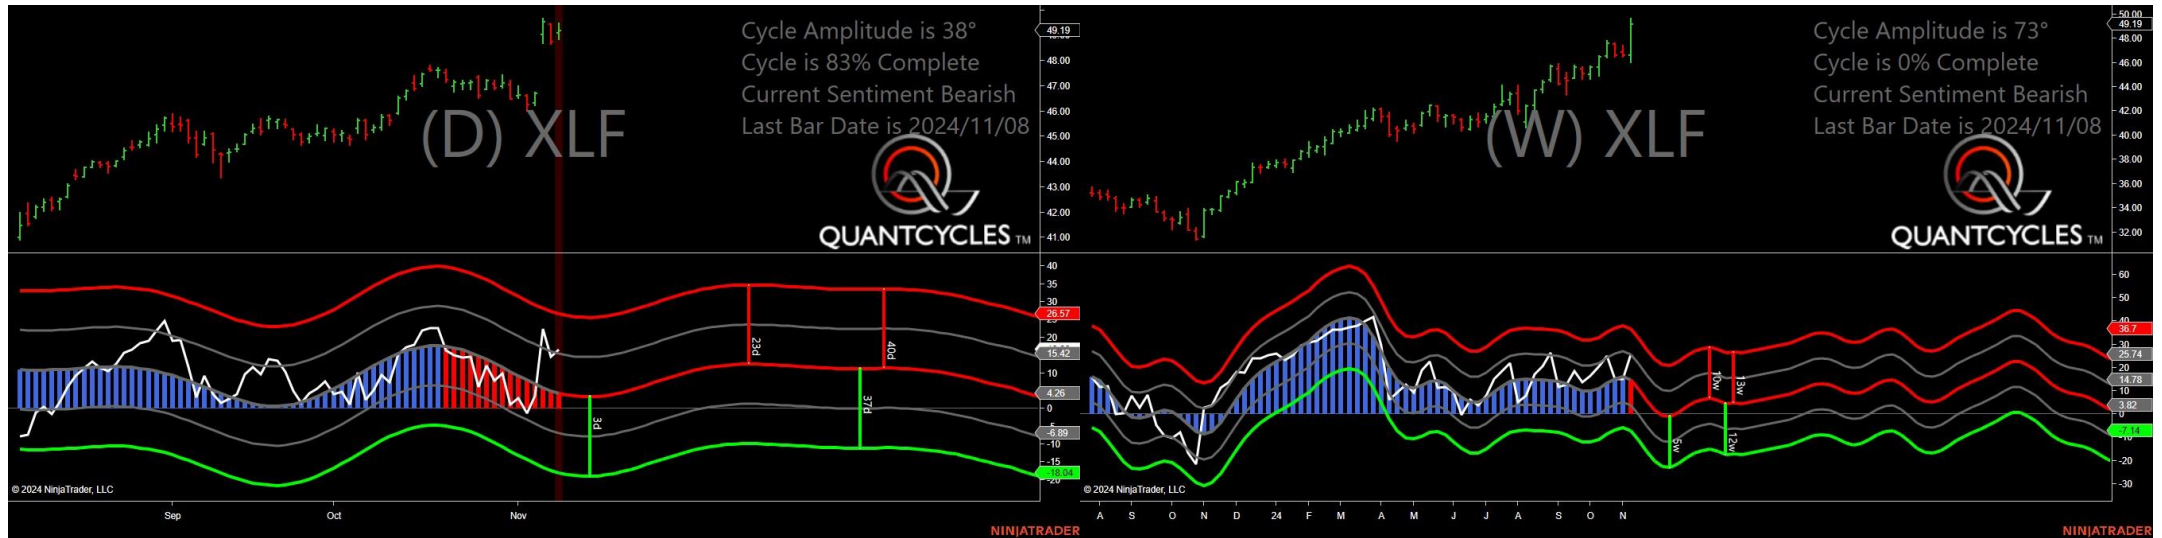 Cycle Amplitude is 38°
Cycle is 83% Complete
Current Sentiment Bearish
Last Bar Date is 2024/11/08
(D) XLF
QUANTCYCLES TM
49.19
48.00
47.00
46.00
45.00
44.00
43.00
42.00
41.00
40
35
30
26.57
20
15.42
10
4.26
0
-6.89
-10
-15
-18.04
23d
40d
3d
37d
© 2024 NinjaTrader, LLC
Sep Oct Nov
NINJATRADER
Cycle Amplitude is 73°
Cycle is 0% Complete
Current Sentiment Bearish
Last Bar Date is 2024/11/08
(W) XLF
QUANTCYCLES TM
50.00
49.19
48.00
46.00
44.00
42.00
40.00
38.00
36.00
34.00
32.00
60
50
40
36.7
30
25.74
20
14.78
10
3.82
0
-7.14
-20
-30
10w
13w
12w
© 2024 NinjaTrader, LLC
A S O N D 24 F M A M J J A S O N
NINJATRADER